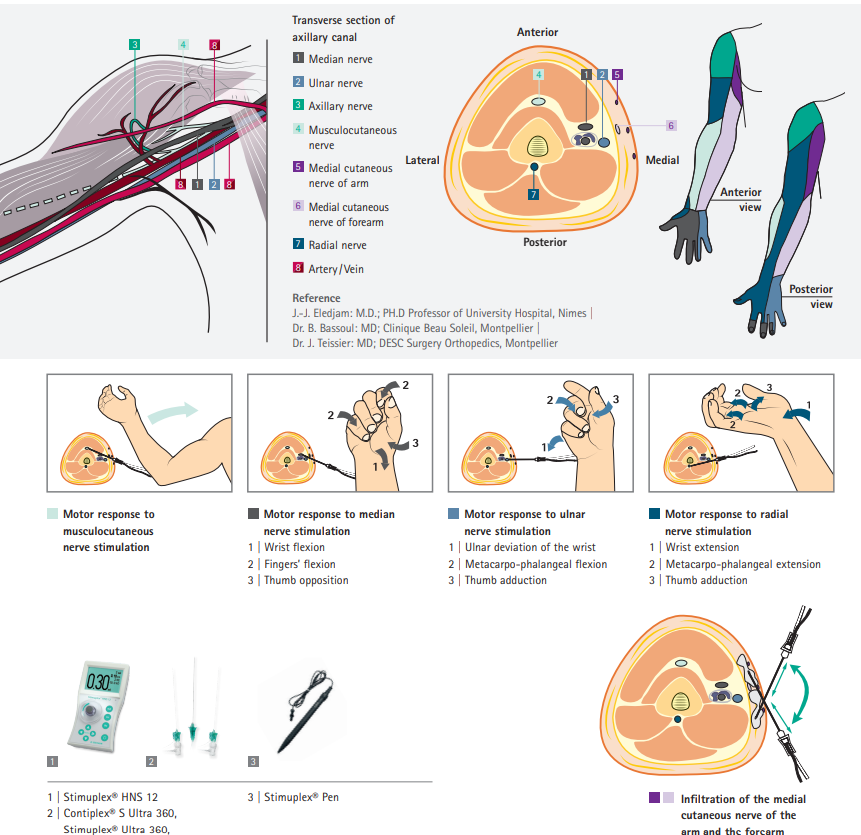 3
4
8
8
1
2
8
Transverse section of
axillary canal
1 Median nerve
2 Ulnar nerve
3 Axillary nerve
4 Musculocutaneous
nerve
5 Medial cutaneous
nerve of arm
6 Medial cutaneous
nerve of forearm
7 Radial nerve
8 Artery/Vein
Anterior
4
1
2
5
6
Lateral
Medial
7
Posterior
Anterior
view
Posterior
view
Reference
J.-J. Eledjam: M.D.; PH.D Professor of University Hospital, Nimes |
Dr. B. Bassoul: MD; Clinique Beau Soleil, Montpellier |
Dr. J. Teissier: MD; DESC Surgery Orthopedics, Montpellier
2
2
3
1
2
3
1
2
3
1
2
Motor response to
musculocutaneous
nerve stimulation
Motor response to median
nerve stimulation
1 | Wrist flexion
2 | Fingers' flexion
3 | Thumb opposition
Motor response to ulnar
nerve stimulation
1 | Ulnar deviation of the wrist
2 | Metacarpo-phalangeal flexion
3 | Thumb adduction
Motor response to radial
nerve stimulation
1 | Wrist extension
2 | Metacarpo-phalangeal extension
3 | Thumb adduction
0.30
1
2
3
1 | Stimuplex® HNS 12
2 | Contiplex® S Ultra 360,
Stimuplex® Ultra 360,
3 | Stimuplex® Pen
Infiltration of the medial
cutaneous nerve of the
arm and the forearm